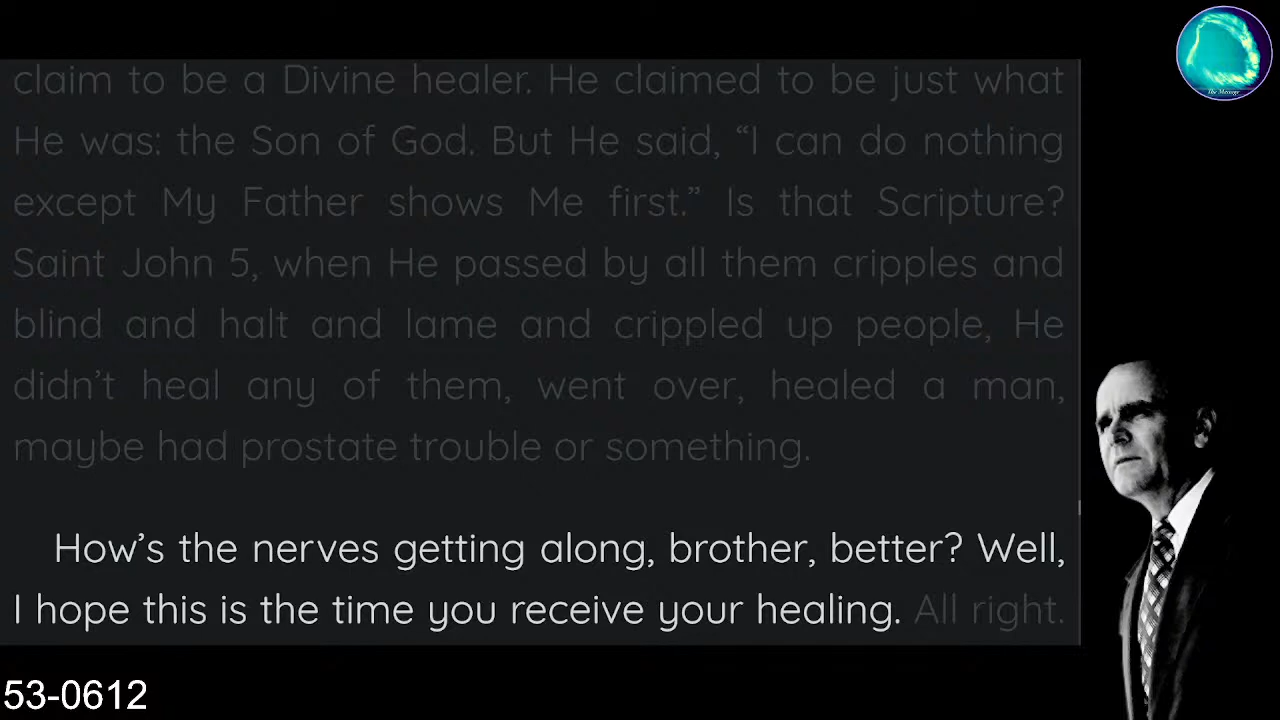 claim to be a Divine healer. He claimed to be just what
He was: the Son of God. But He said, “I can do nothing
except My Father shows Me first.” Is that Scripture?
Saint John 5, when He passed by all them cripples and
blind and halt and lame and crippled up people, He
didn’t heal any of them, went over, healed a man,
maybe had prostate trouble or something.
How’s the nerves getting along, brother, better? Well,
I hope this is the time you receive your healing. All right.
53-0612
The Message